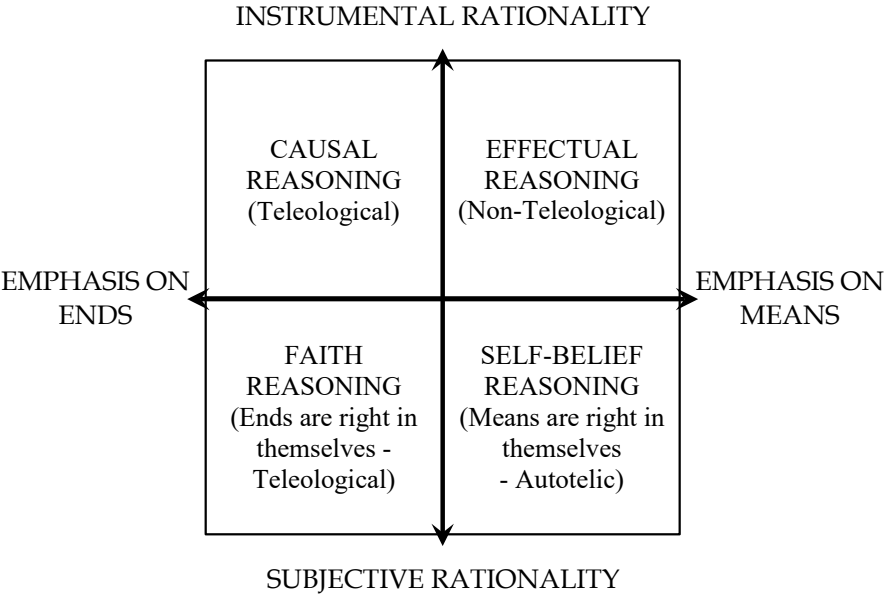 INSTRUMENTAL RATIONALITY
CAUSAL
REASONING
(Teleological)
EFFECTUAL
REASONING
(Non-Teleological)
EMPHASIS ON
ENDS
EMPHASIS ON
MEANS
FAITH
REASONING
(Ends are right in
themselves -
Teleological)
SELF-BELIEF
REASONING
(Means are right in
themselves
- Autotelic)
SUBJECTIVE RATIONALITY